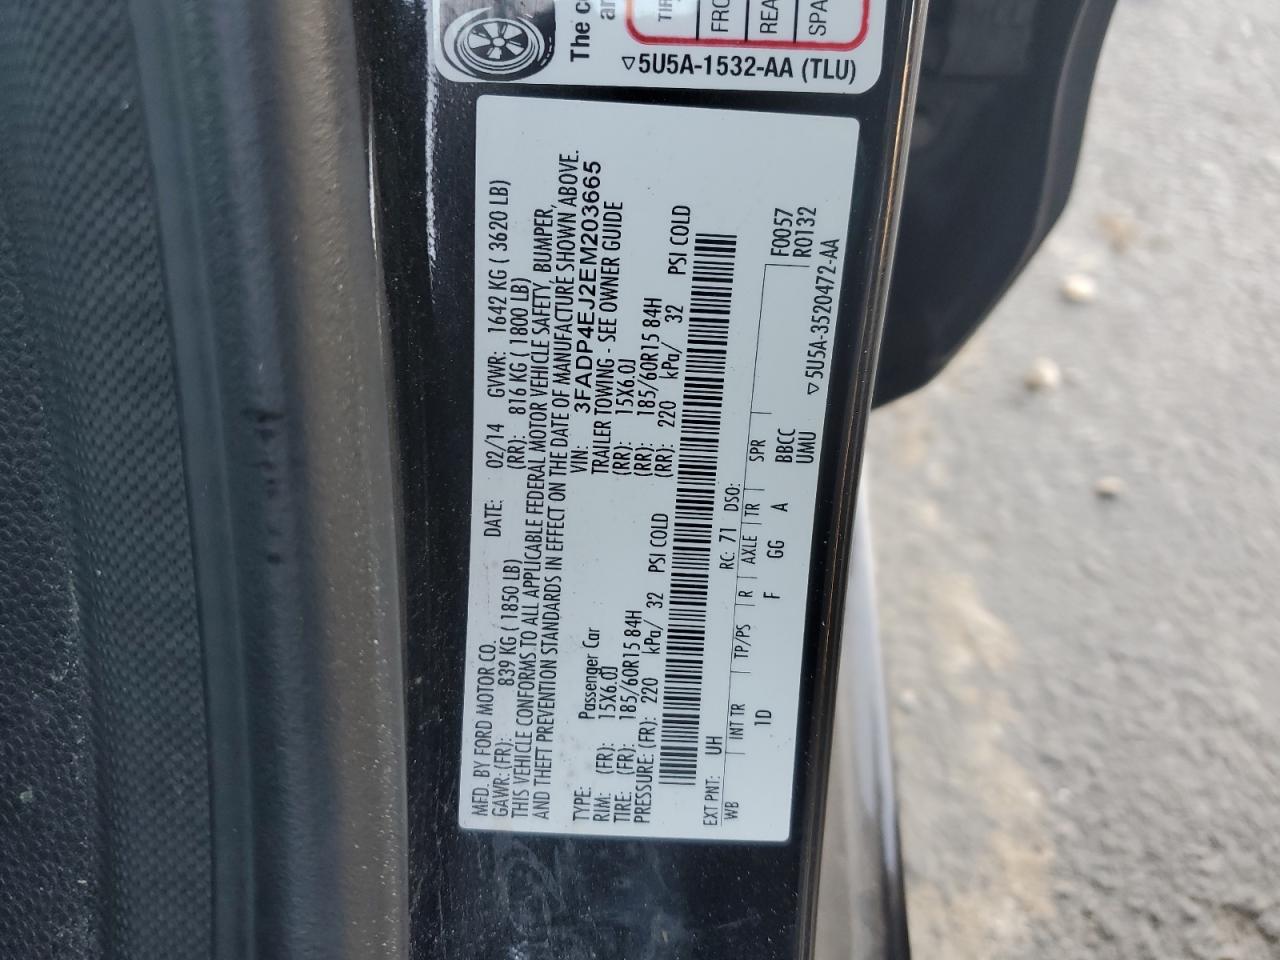 The c
ar
TIR
FRO
REA
SPA
▽5U5A-1532-AA (TLU)
MFD. BY FORD MOTOR CO. DATE: 02/14 GVWR: 1642 KG ( 3620 LB)
GAWR: (FR): 839 KG ( 1850 LB) (RR): 816 KG ( 1800 LB)
THIS VEHICLE CONFORMS TO ALL APPLICABLE FEDERAL MOTOR VEHICLE SAFETY, BUMPER,
AND THEFT PREVENTION STANDARDS IN EFFECT ON THE DATE OF MANUFACTURE SHOWN ABOVE.
VIN: 3FADP4EJ2EM203665
TYPE: Passenger Car TRAILER TOWING - SEE OWNER GUIDE
RIM: (FR): 15X6.0J (RR): 15X6.0J
TIRE: (FR): 185/60R15 84H (RR): 185/60R15 84H
PRESSURE: (FR): 220 kPa/ 32 PSI COLD (RR): 220 kPa/ 32 PSI COLD
EXT PNT: UH RC: 71 DSO:
WB INT TR TP/PS R AXLE TR SPR F0057
1D F GG A BBCC R0132
UMU
▽5U5A-3520472-AA